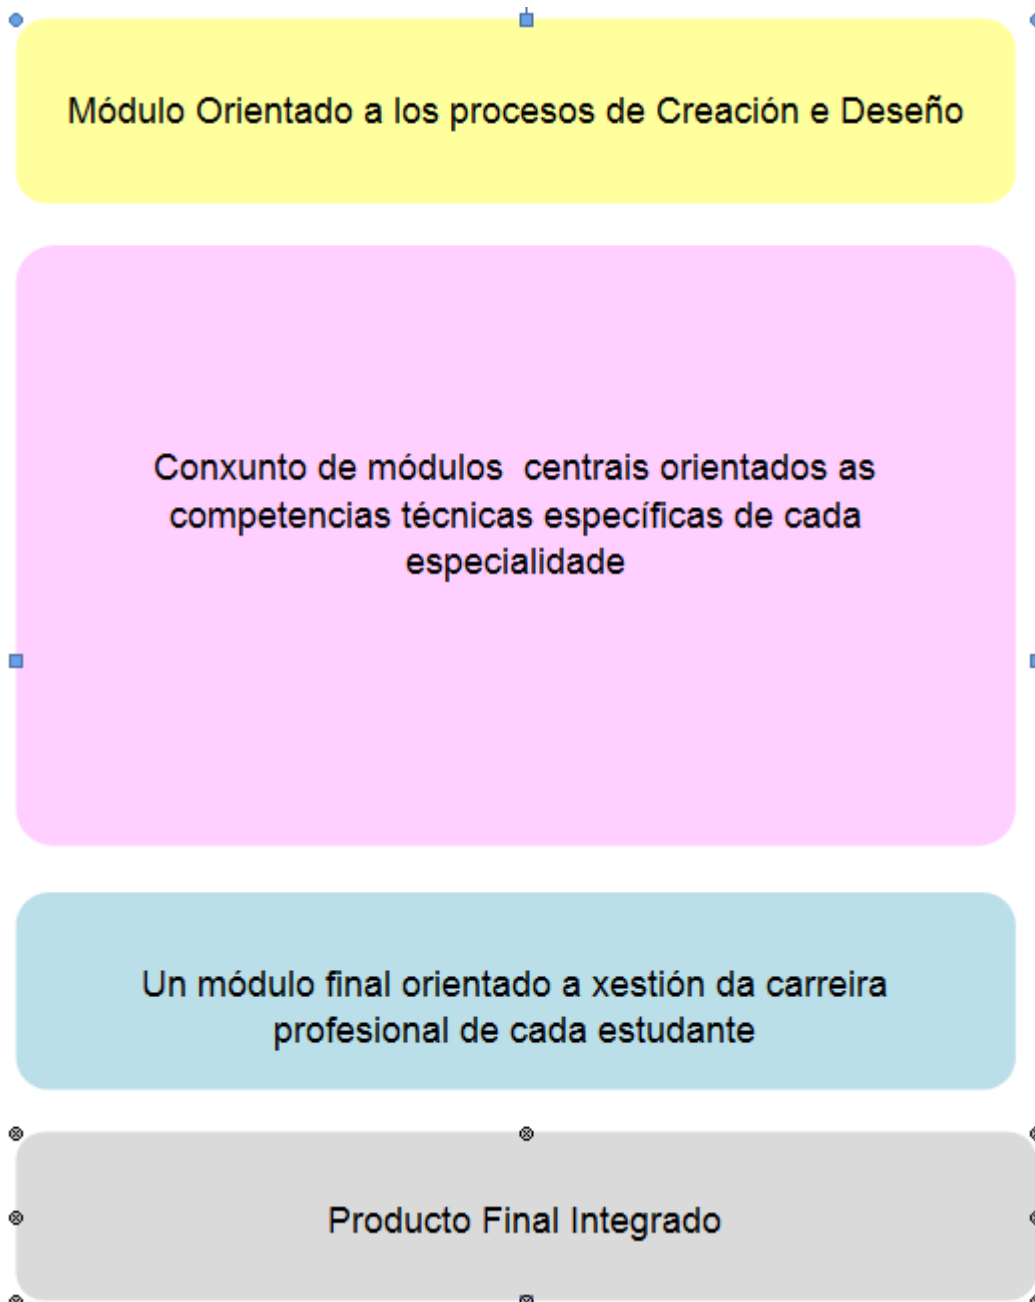 Módulo Orientado a los procesos de Creación e Deseño
Conxunto de módulos  centrais orientados as
competencias técnicas específicas de cada
especialidade
Un módulo final orientado a xestión da carreira
profesional de cada estudante
Producto Final Integrado